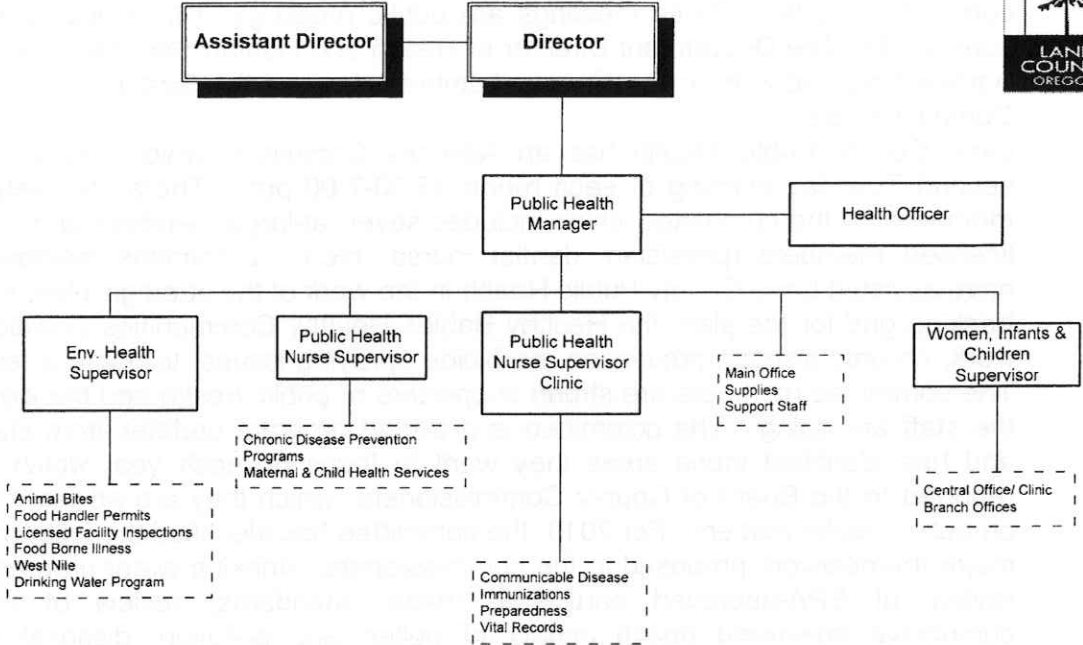 Assistant Director
Director
COUN
OREGO
Public Health
Manager
Health Officer
Env. Health
Supervisor
Public Health
Nurse Supervisor
Public Health
Nurse Supervisor
Clinic
Main Office
Supplies
Support Staff
Women, Infants &
Children
Supervisor
Chronic Disease Prevention
Programs
Maternal & Child Health Services
Animal Bites
Food Handler Permits
Licensed Facility Inspections
Food Borne Illness
West Nile
Drinking Water Program
Central Office/ Clinic
Branch Offices
Communicable Disease
Immunizations
Preparedness
Vital Records